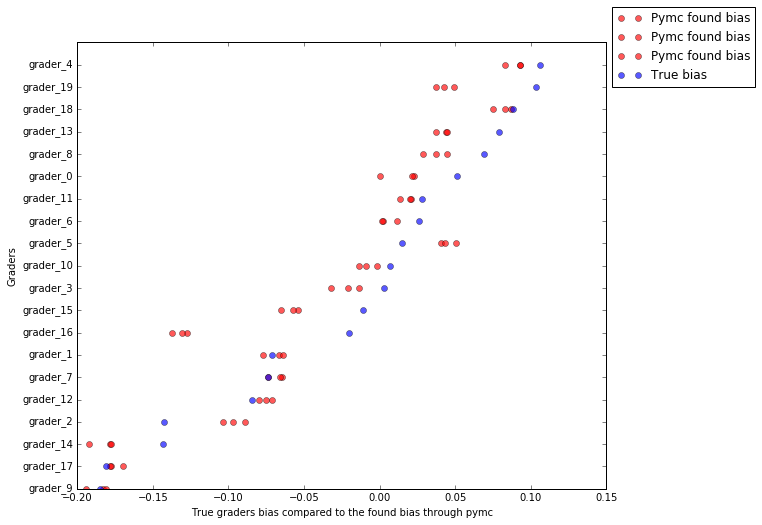 Pymc found bias
Pymc found bias
Pymc found bias
True bias
Graders
grader_4
grader_19
grader_18
grader_13
grader_8
grader_0
grader_11
grader_6
grader_5
grader_10
grader_3
grader_15
grader_16
grader_1
grader_7
grader_12
grader_2
grader_14
grader_17
grader_9
−0.20 −0.15 −0.10 −0.05 0.00 0.05 0.10 0.15
True graders bias compared to the found bias through pymc